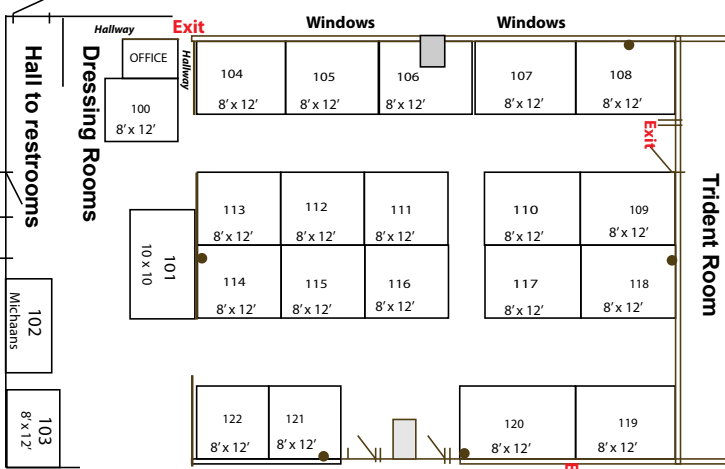 Hallway
Exit
Windows
Windows
Hall to restrooms
Dressing Rooms
OFFICE
Hallway
100
8' x 12'
104
8' x 12'
105
8' x 12'
106
8' x 12'
107
8' x 12'
108
8' x 12'
Exit
Trident Room
113
8' x 12'
112
8' x 12'
111
8' x 12'
110
8' x 12'
109
8' x 12'
101
10 x 10
114
8' x 12'
115
8' x 12'
116
8' x 12'
117
8' x 12'
118
8' x 12'
102
Michaans
103
8' x 12'
122
8' x 12'
121
8' x 12'
120
8' x 12'
119
8' x 12'